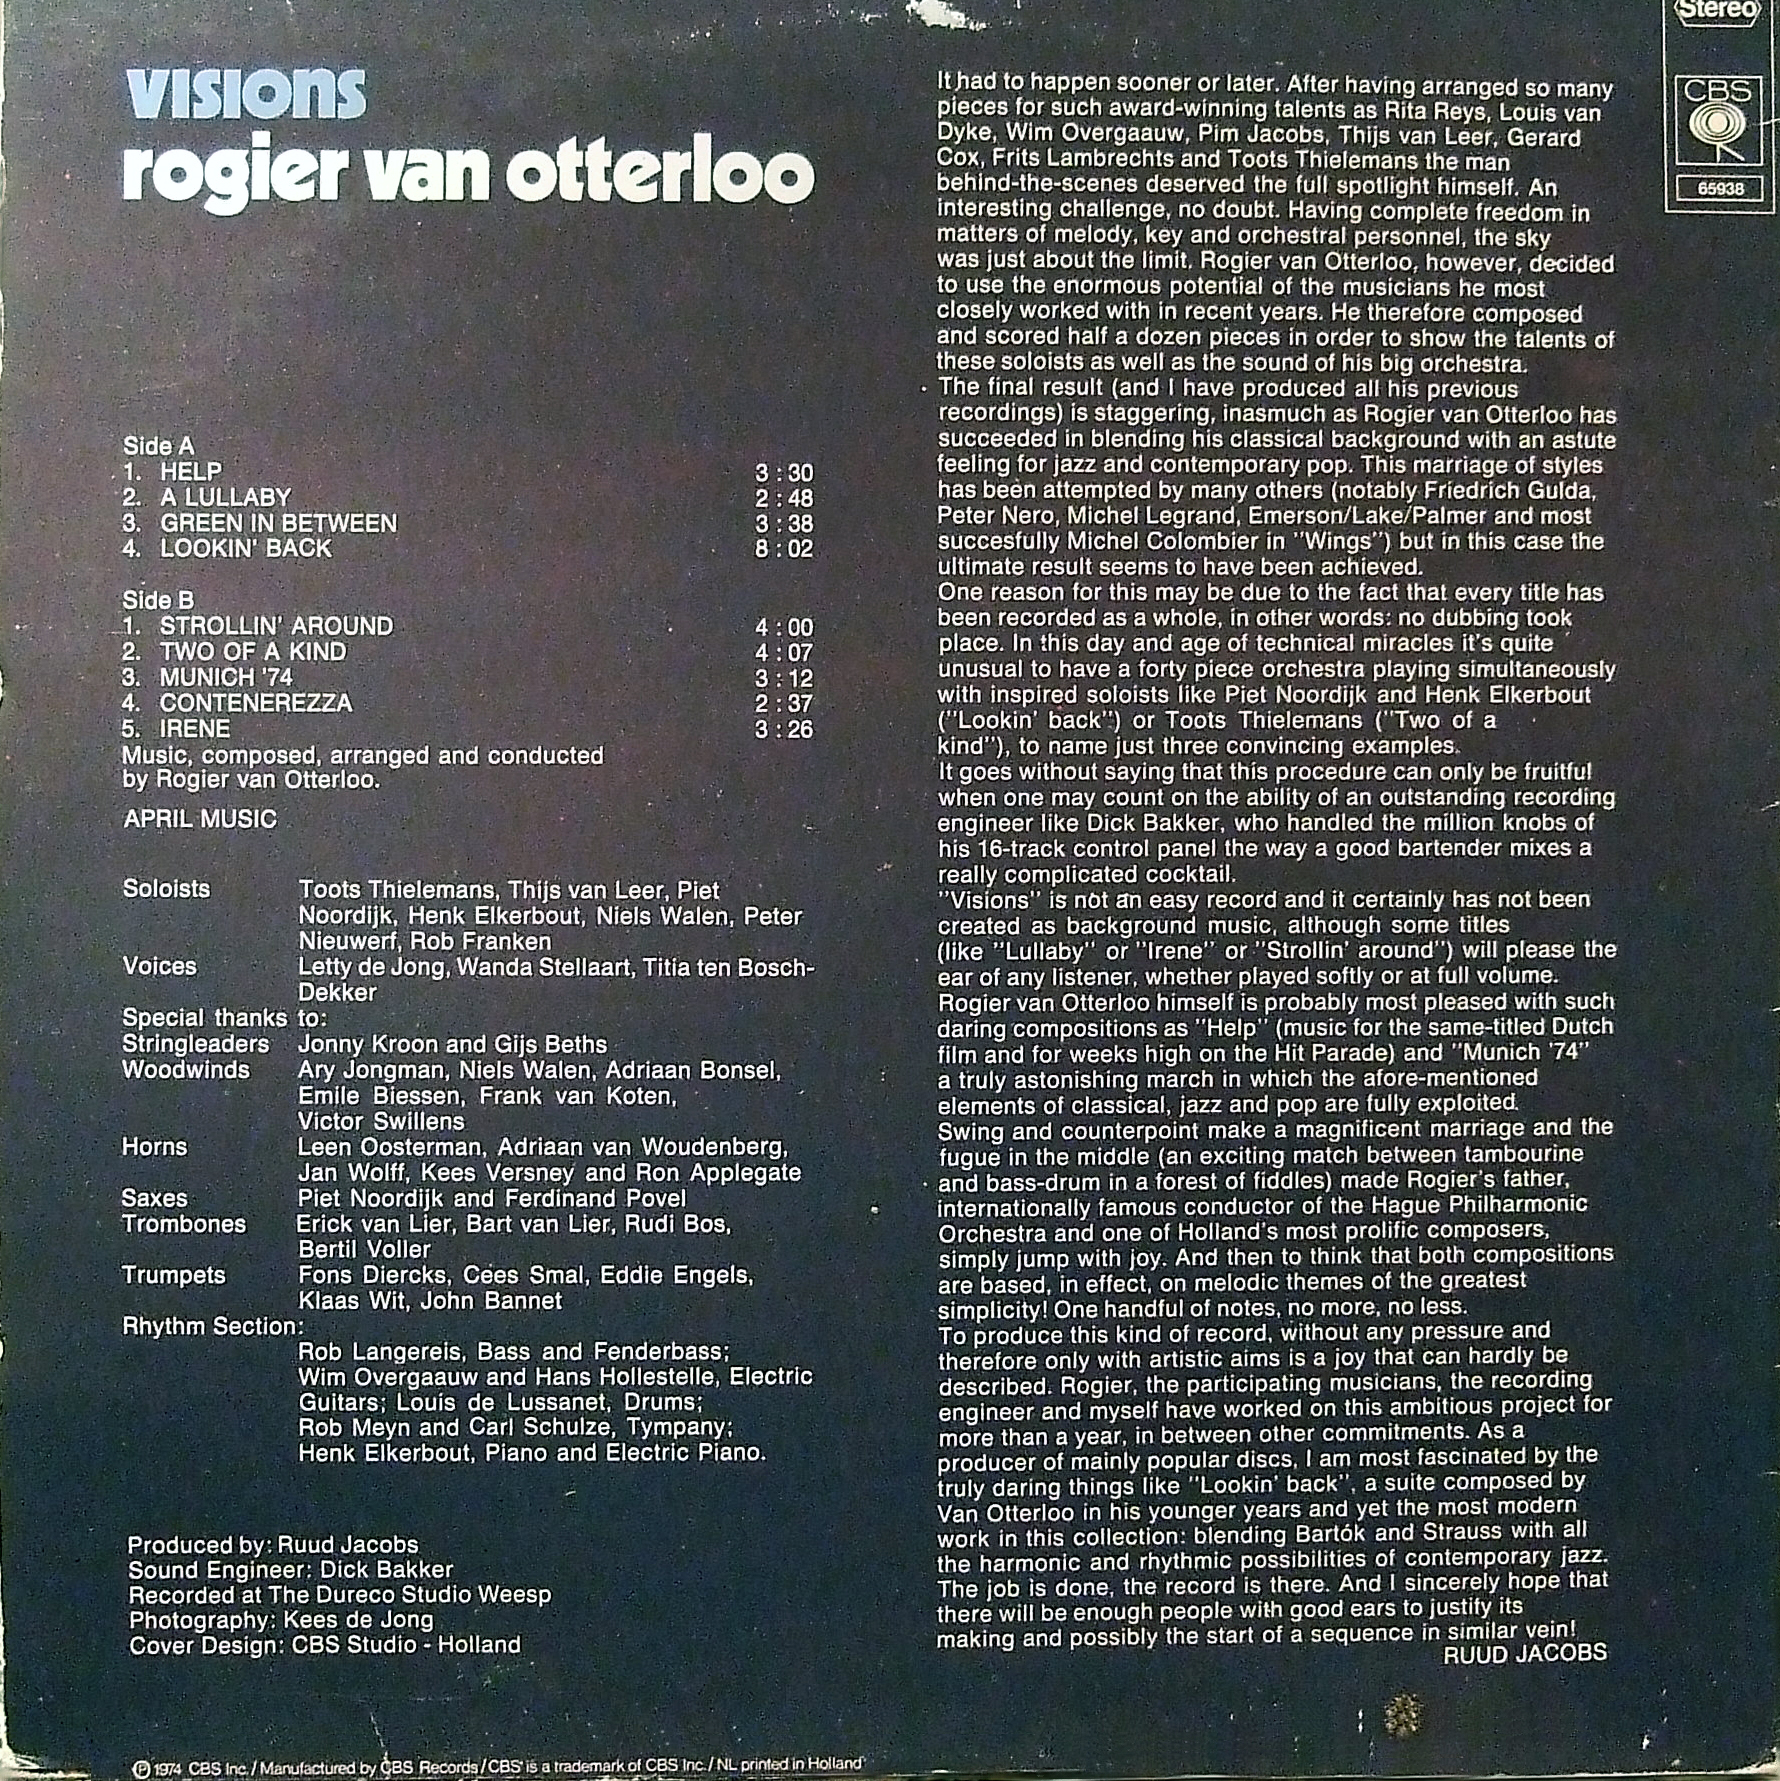 Stereo
CBS
65938
visions
rogier van otterloo
Side A
1. HELP 3:30
2. A LULLABY 2:48
3. GREEN IN BETWEEN 3:38
4. LOOKIN' BACK 8:02
Side B
1. STROLLIN' AROUND 4:00
2. TWO OF A KIND 4:07
3. MUNICH '74 3:12
4. CONTENEREZZA 2:37
5. IRENE 3:26
Music, composed, arranged and conducted
by Rogier van Otterloo.
APRIL MUSIC
Soloists Toots Thielemans, Thijs van Leer, Piet
Noordijk, Henk Elkerbout, Niels Walen, Peter
Nieuwerf, Rob Franken
Voices Letty de Jong, Wanda Stellaart, Titia ten Bosch-
Dekker
Special thanks to:
Stringleaders Jonny Kroon and Gijs Beths
Woodwinds Ary Jongman, Niels Walen, Adriaan Bonsel,
Emile Biessen, Frank van Koten,
Victor Swillens
Horns Leen Oosterman, Adriaan van Woudenberg,
Jan Wolff, Kees Versney and Ron Applegate
Saxes Piet Noordijk and Ferdinand Povel
Trombones Erick van Lier, Bart van Lier, Rudi Bos,
Bertil Voller
Trumpets Fons Diercks, Cees Smal, Eddie Engels,
Klaas Wit, John Bannet
Rhythm Section:
Rob Langereis, Bass and Fenderbass;
Wim Overgaauw and Hans Hollestelle, Electric
Guitars; Louis de Lussanet, Drums;
Rob Meyn and Carl Schulze, Tympany;
Henk Elkerbout, Piano and Electric Piano.
Produced by: Ruud Jacobs
Sound Engineer: Dick Bakker
Recorded at The Dureco Studio Weesp
Photography: Kees de Jong
Cover Design: CBS Studio - Holland
It had to happen sooner or later. After having arranged so many
pieces for such award-winning talents as Rita Reys, Louis van
Dyke, Wim Overgaauw, Pim Jacobs, Thijs van Leer, Gerard
Cox, Frits Lambrechts and Toots Thielemans the man
behind-the-scenes deserved the full spotlight himself. An
interesting challenge, no doubt. Having complete freedom in
matters of melody, key and orchestral personnel, the sky
was just about the limit. Rogier van Otterloo, however, decided
to use the enormous potential of the musicians he most
closely worked with in recent years. He therefore composed
and scored half a dozen pieces in order to show the talents of
these soloists as well as the sound of his big orchestra.
The final result (and I have produced all his previous
recordings) is staggering, inasmuch as Rogier van Otterloo has
succeeded in blending his classical background with an astute
feeling for jazz and contemporary pop. This marriage of styles
has been attempted by many others (notably Friedrich Gulda,
Peter Nero, Michel Legrand, Emerson/Lake/Palmer and most
succesfully Michel Colombier in "Wings") but in this case the
ultimate result seems to have been achieved.
One reason for this may be due to the fact that every title has
been recorded as a whole, in other words: no dubbing took
place. In this day and age of technical miracles it's quite
unusual to have a forty piece orchestra playing simultaneously
with inspired soloists like Piet Noordijk and Henk Elkerbout
("Lookin' back") or Toots Thielemans ("Two of a
kind"), to name just three convincing examples.
It goes without saying that this procedure can only be fruitful
when one may count on the ability of an outstanding recording
engineer like Dick Bakker, who handled the million knobs of
his 16-track control panel the way a good bartender mixes a
really complicated cocktail.
"Visions" is not an easy record and it certainly has not been
created as background music, although some titles
(like "Lullaby" or "Irene" or "Strollin' around") will please the
ear of any listener, whether played softly or at full volume.
Rogier van Otterloo himself is probably most pleased with such
daring compositions as "Help" (music for the same-titled Dutch
film and for weeks high on the Hit Parade) and "Munich '74"
a truly astonishing march in which the afore-mentioned
elements of classical, jazz and pop are fully exploited.
Swing and counterpoint make a magnificent marriage and the
fugue in the middle (an exciting match between tambourine
and bass-drum in a forest of fiddles) made Rogier's father,
internationally famous conductor of the Hague Philharmonic
Orchestra and one of Holland's most prolific composers,
simply jump with joy. And then to think that both compositions
are based, in effect, on melodic themes of the greatest
simplicity! One handful of notes, no more, no less.
To produce this kind of record, without any pressure and
therefore only with artistic aims is a joy that can hardly be
described. Rogier, the participating musicians, the recording
engineer and myself have worked on this ambitious project for
more than a year, in between other commitments. As a
producer of mainly popular discs, I am most fascinated by the
truly daring things like "Lookin' back", a suite composed by
Van Otterloo in his younger years and yet the most modern
work in this collection: blending Bartók and Strauss with all
the harmonic and rhythmic possibilities of contemporary jazz.
The job is done, the record is there. And I sincerely hope that
there will be enough people with good ears to justify its
making and possibly the start of a sequence in similar vein!
RUUD JACOBS
℗ 1974 CBS Inc./Manufactured by CBS Records/CBS is a trademark of CBS Inc./NL printed in Holland